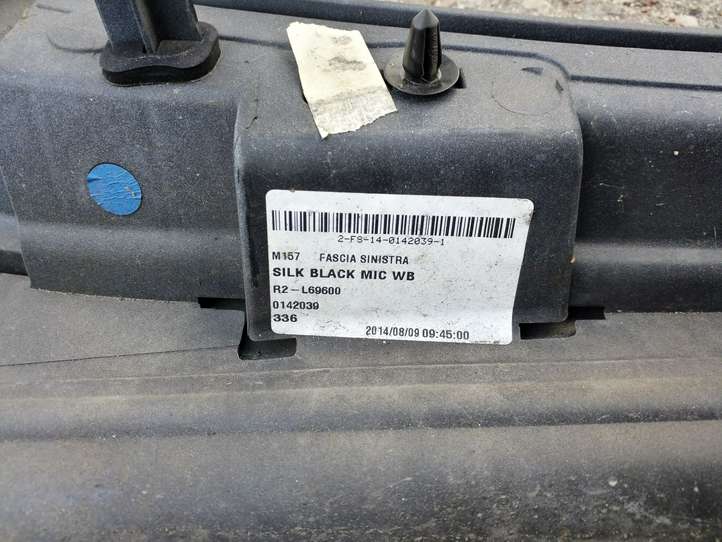 2-FS-14-0142039-1
M157 FASCIA SINISTRA
SILK BLACK MIC WB
R2-L69600
0142039
336
2014/08/09 09:45:00